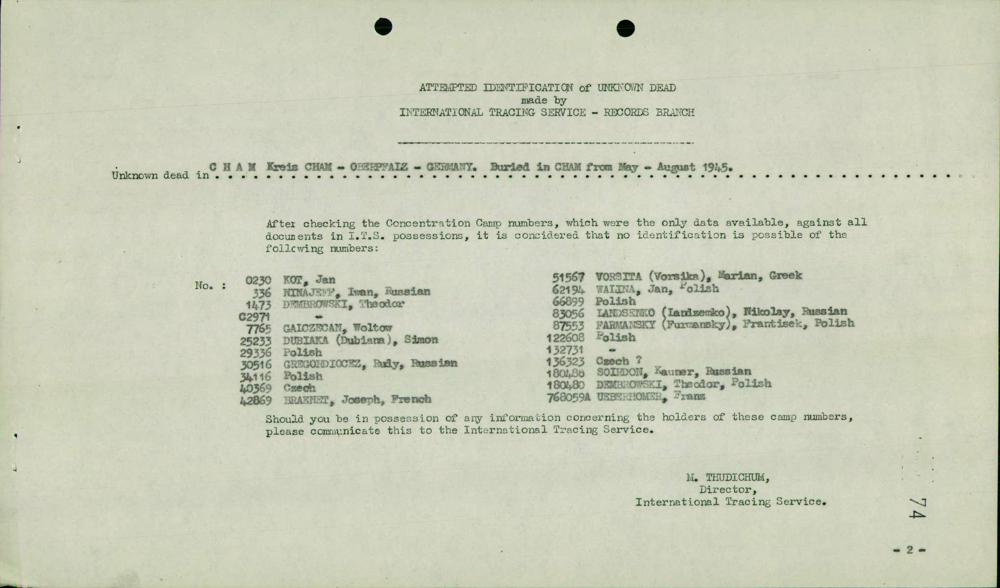 ATTEMPTED IDENTIFICATION of UNKNOWN DEAD
made by
INTERNATIONAL TRACING SERVICE - RECORDS BRANCH
Unknown dead in C H A M Kreis CHAM - OBERPFALZ - GERMANY. Buried in CHAM from May - August 1945.
After checking the Concentration Camp numbers, which were the only data available, against all
documents in I.T.S. possessions, it is concidered that no identification is possible of the
following numbers:
No. :
0230 KOT, Jan
336 NINAJEFF, Iwan, Russian
1473 DEMBROWSKI, Theodor
C2971 -
7765 GAICZECAN, Woltow
25233 DUBIAKA (Dubiana), Simon
29336 Polish
30516 GREGORDIOCEZ, Rudy, Russian
34116 Polish
40369 Czech
42869 BRAENET, Joseph, French
51567 VORSITA (Vorsika), Marian, Greek
62194 WALINA, Jan, Polish
66899 Polish
83056 LANDSENKO (Landzemko), Nikolay, Russian
87553 FARMANSKY (Furmansky), Frantisek, Polish
122608 Polish
132731 -
136323 Czech ?
180486 SOIHDON, Kauner, Russian
180480 DEMBROWSKI, Theodor, Polish
768059A UEBERHOMER, Franz
Should you be in possession of any information concerning the holders of these camp numbers,
please communicate this to the International Tracing Service.
M. THUDICHUM,
Director,
International Tracing Service.
74
- 2 -